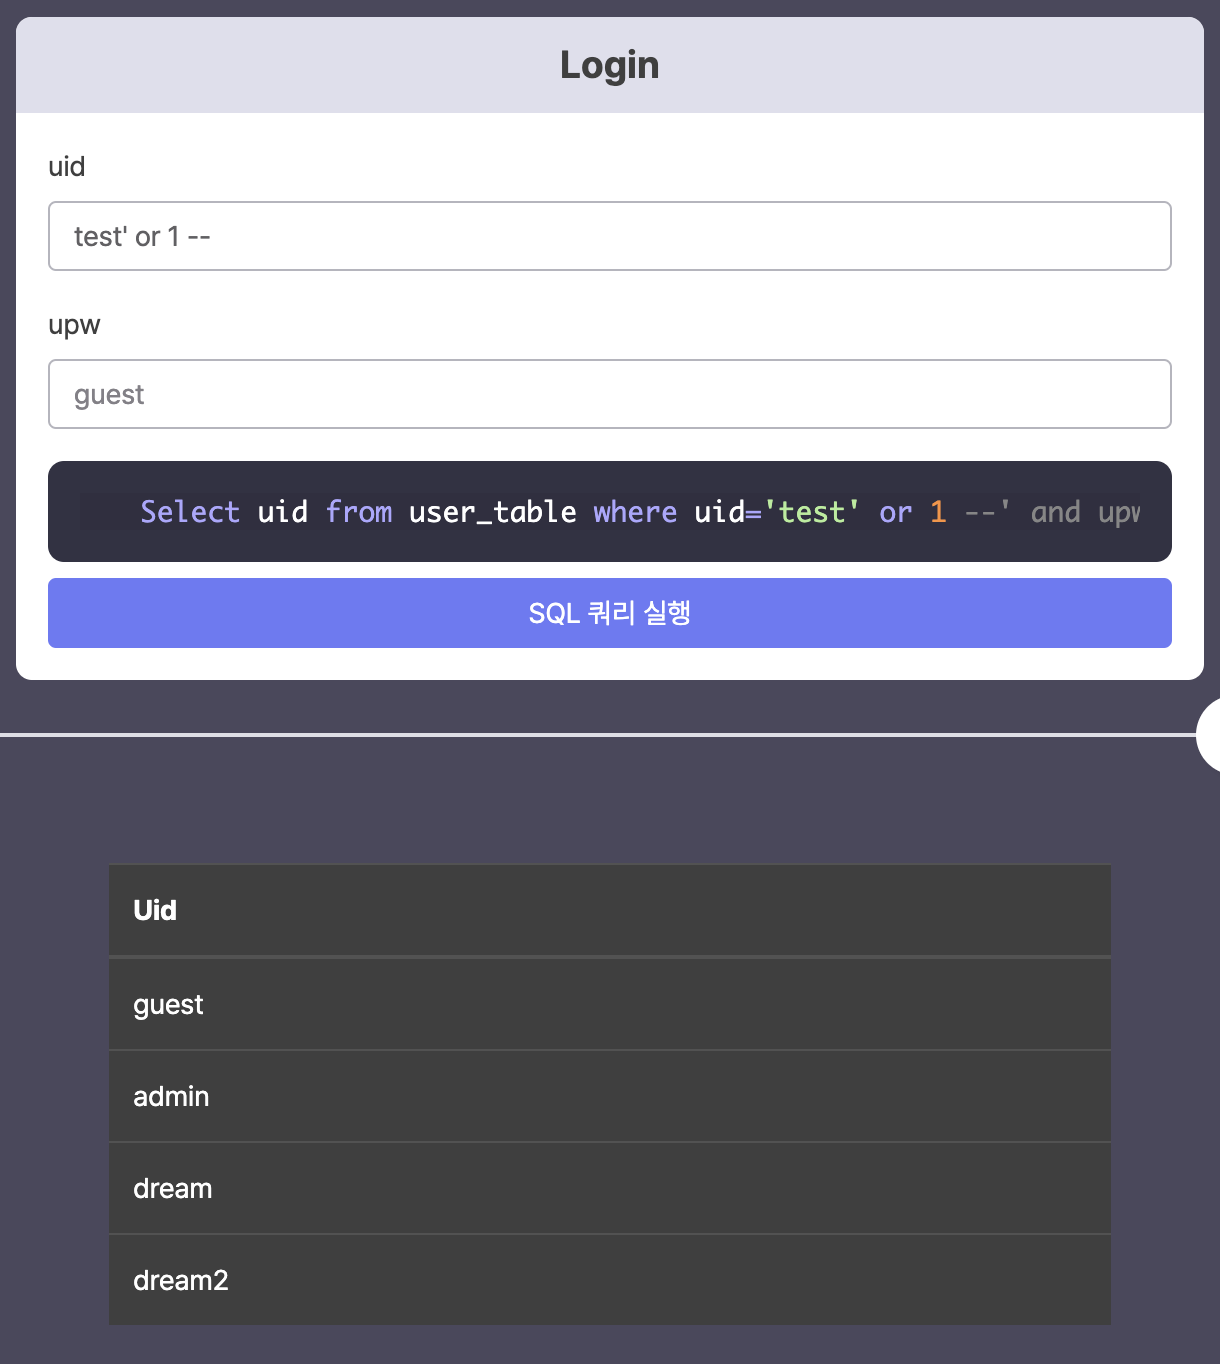 Login
uid
test' or 1 --
upw
guest
Select uid from user_table where uid='test' or 1 --' and
SQL 쿼리 실행
Uid
guest
admin
dream
dream2